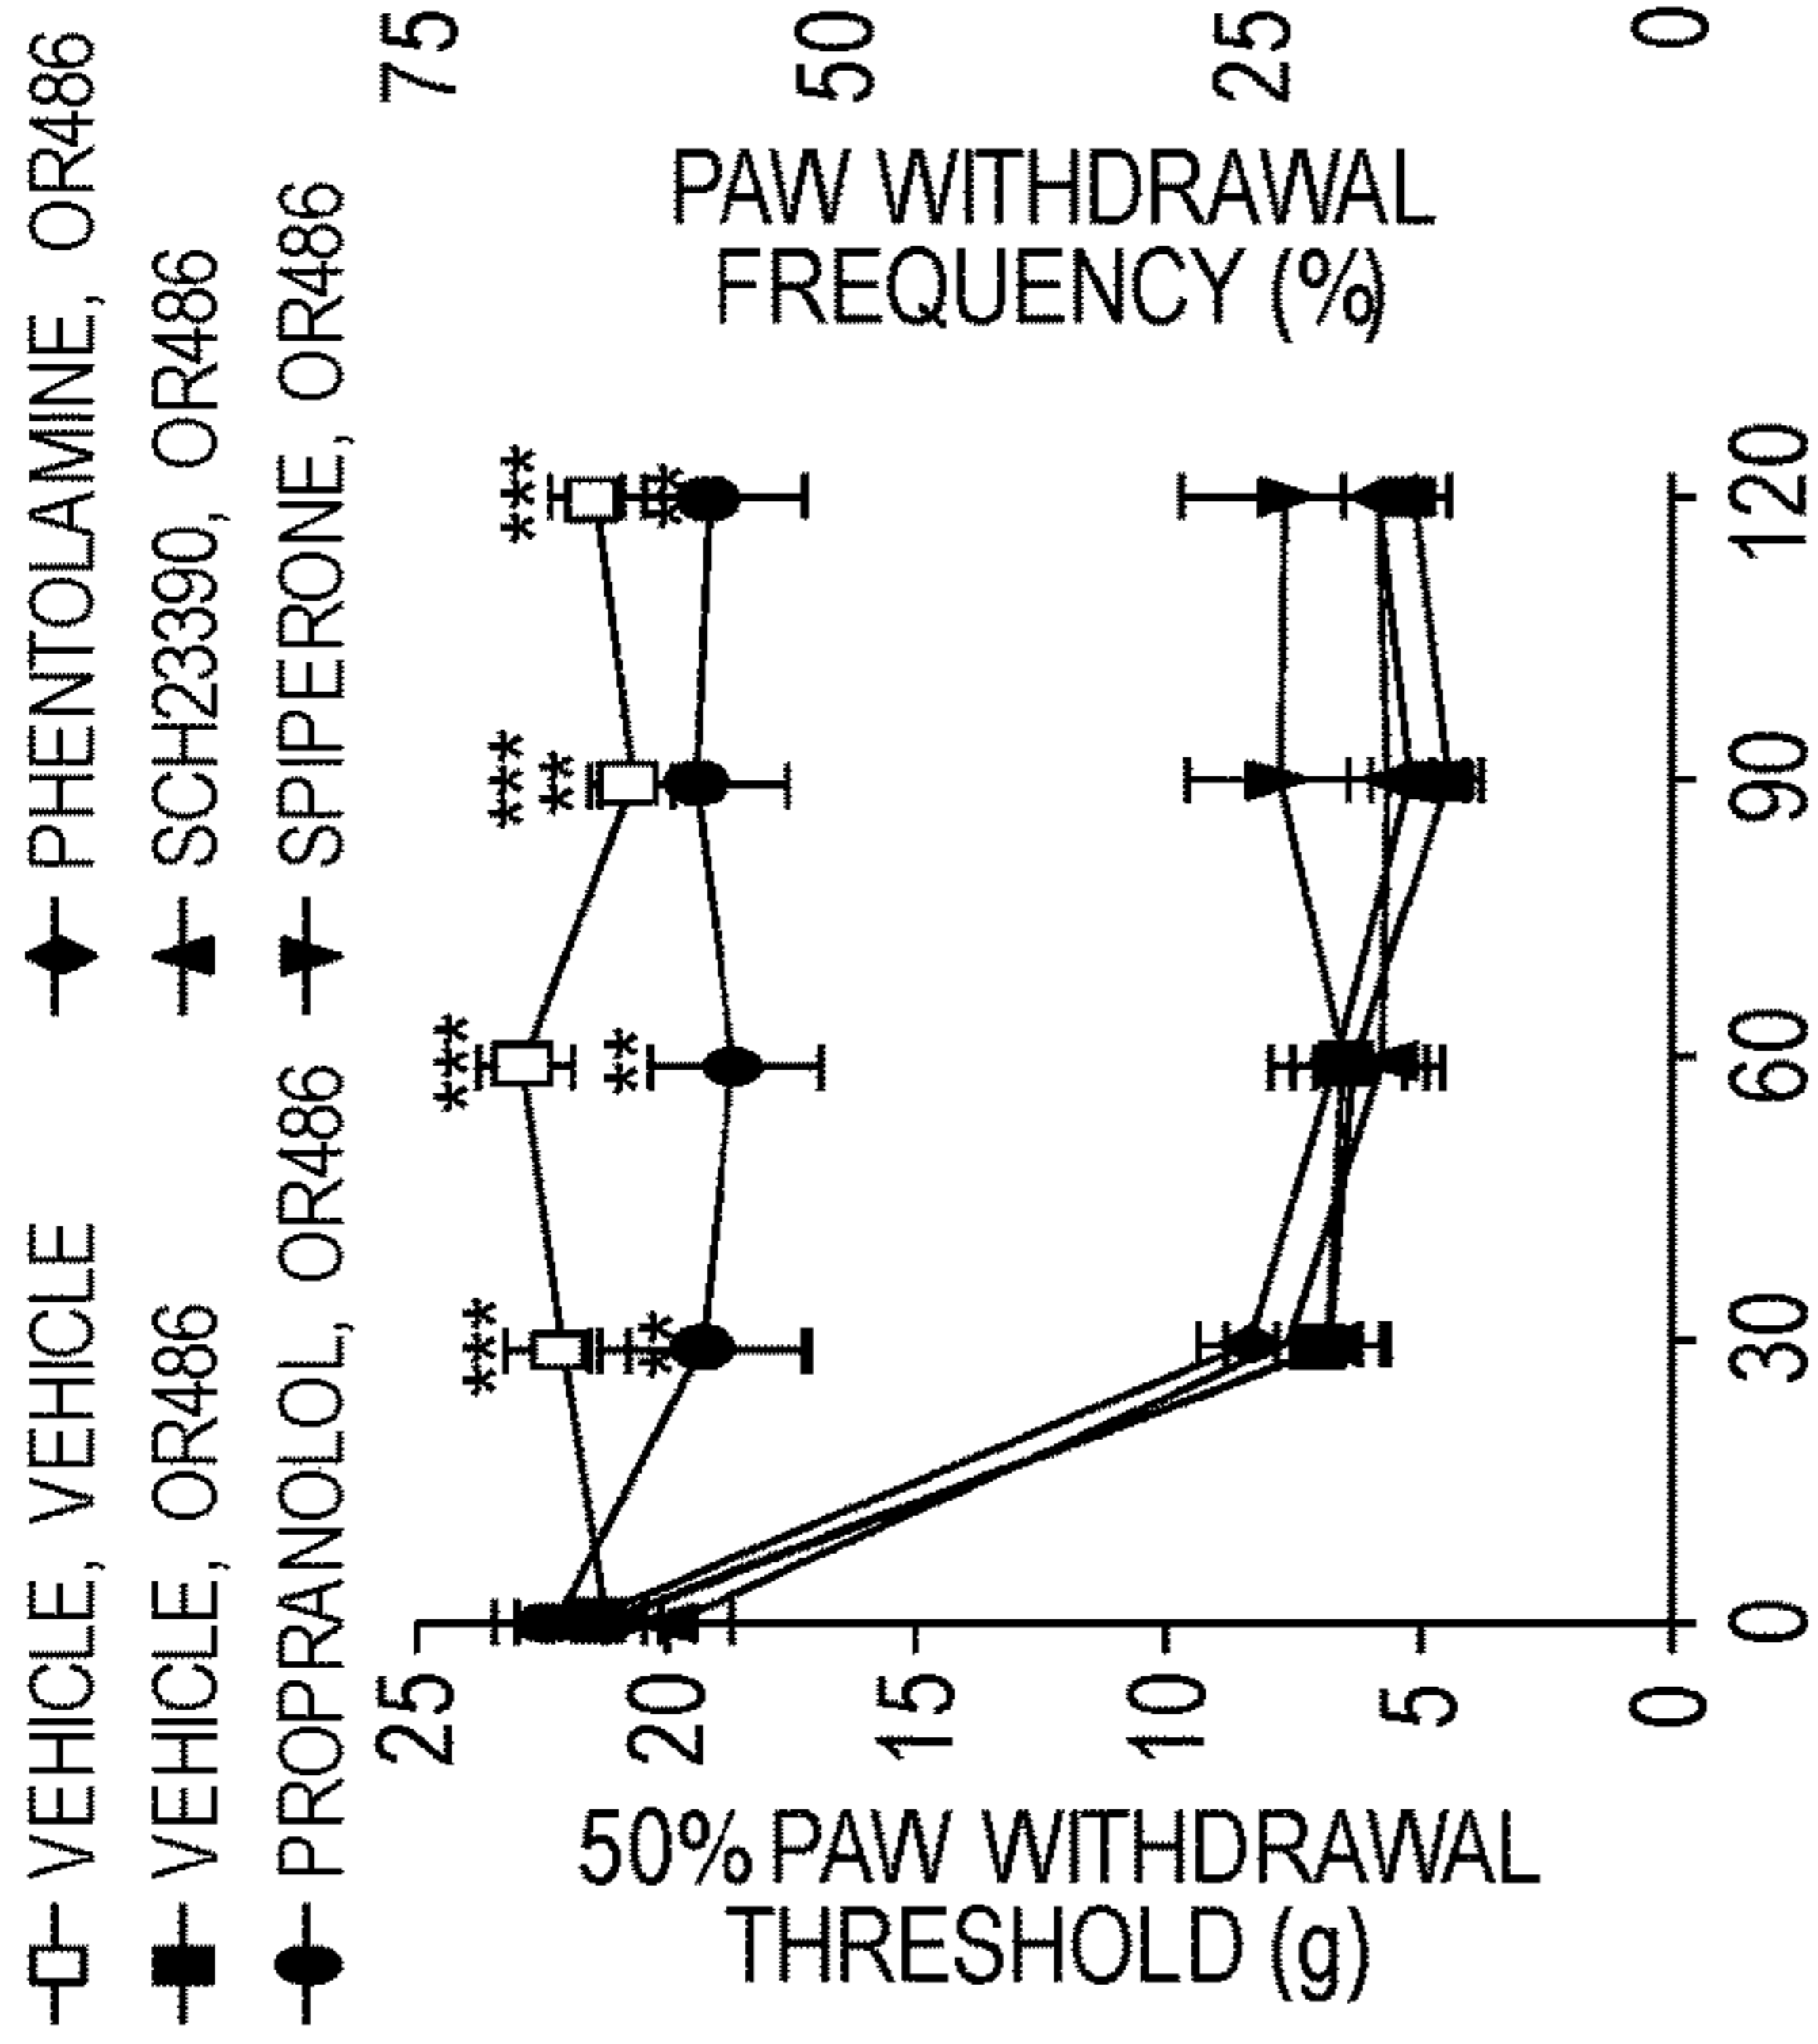 VEHICLE, VEHICLE
VEHICLE, OR486
PROPRANOLOL, OR486
PHENTOLAMINE, OR486
SCH23390, OR486
SPIPERONE, OR486
50% PAW WITHDRAWAL
THRESHOLD (g)
25
20
15
10
5
0
***
**
***
**
***
**
***
**
0
30
60
90
120
PAW WITHDRAWAL
FREQUENCY (%)
75
50
25
0